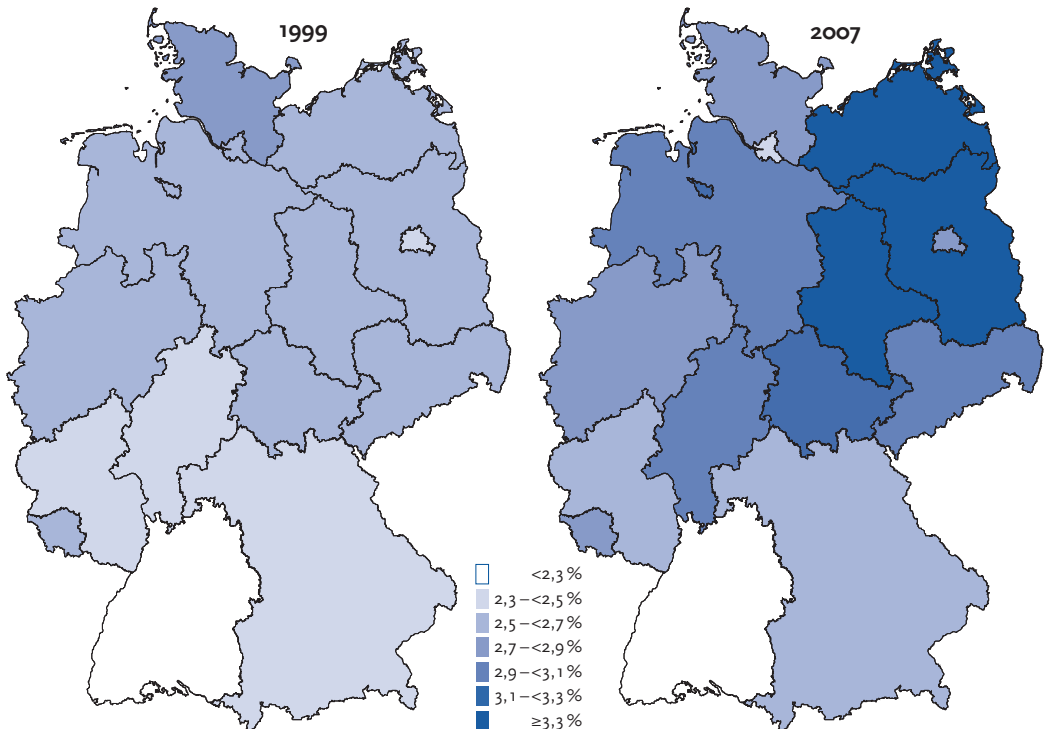 1999
2007
<2,3 %
2,3 – <2,5 %
2,5 – <2,7 %
2,7 – <2,9 %
2,9 – <3,1 %
3,1 – <3,3 %
≥3,3 %